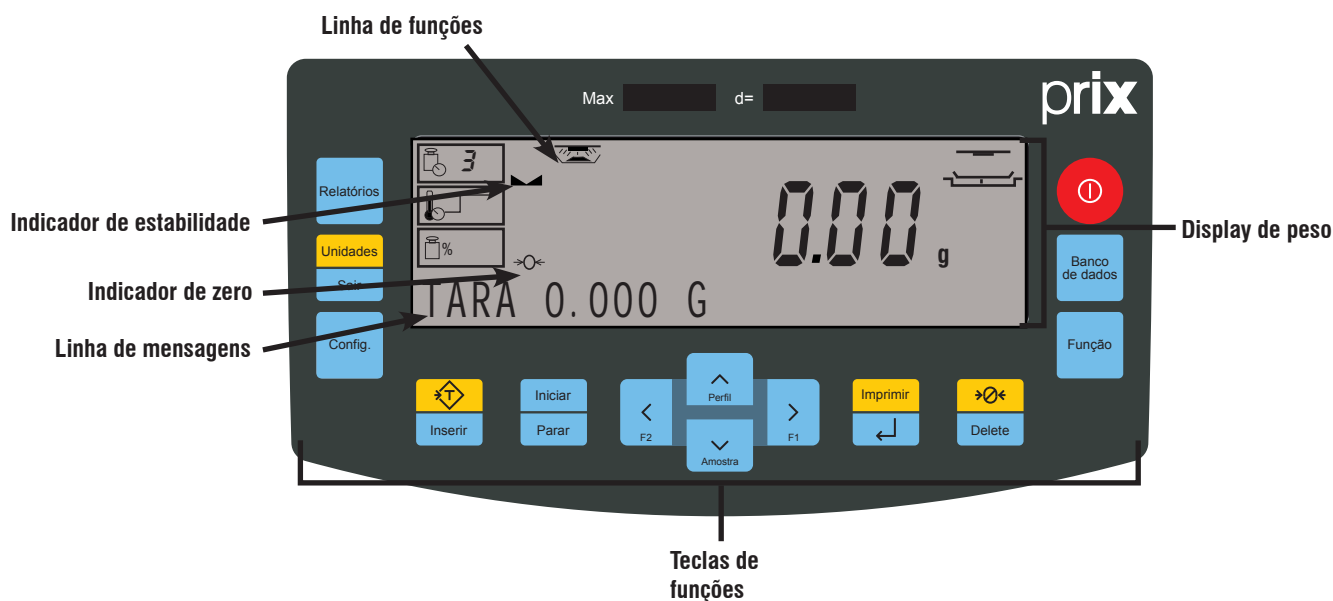 Linha de funções
Max d=
prix
3
Relatórios
Indicador de estabilidade
0.00 g
Display de peso
Unidades
Sair
%
Banco
de dados
Indicador de zero
TARA 0.000 G
Linha de mensagens
Config.
Função
T
Inserir
Iniciar
Parar
F2
Perfil
Amostra
F1
Imprimir
Delete
Teclas de
funções